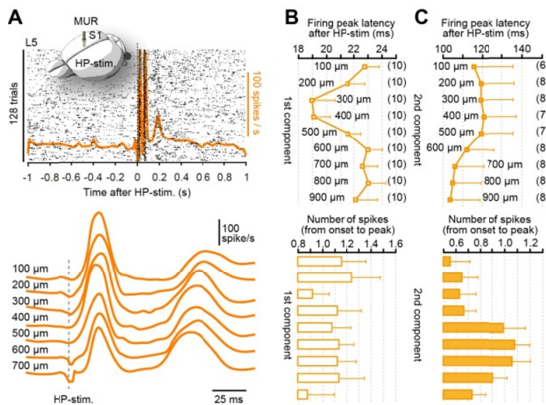 A
MUR
S1
HP-stim.
L5
128 trials
100 spikes / s
-1 -0.8 -0.6 -0.4 -0.2 0 0.2 0.4 0.6 0.8 1
Time after HP-stim. (s)
100
spike/s
100 µm
200 µm
300 µm
400 µm
500 µm
600 µm
700 µm
HP-stim.
25 ms
B
Firing peak latency
after HP-stim (ms)
18 20 22 24 26
1st component
100 µm (10)
200 µm (10)
300 µm (10)
400 µm (10)
500 µm (10)
600 µm (10)
700 µm (10)
800 µm (10)
900 µm (10)
Number of spikes
(from onset to peak)
0.8 1 1.2 1.4 1.6
1st component
C
Firing peak latency
after HP-stim (ms)
100 120 140
2nd component
100 µm (6
200 µm (8
300 µm (8
400 µm (7
500 µm (7
600 µm (8
700 µm (8
800 µm (8
900 µm (8
Number of spikes
(from onset to peak)
0.6 0.8 1.0 1.2
2nd component